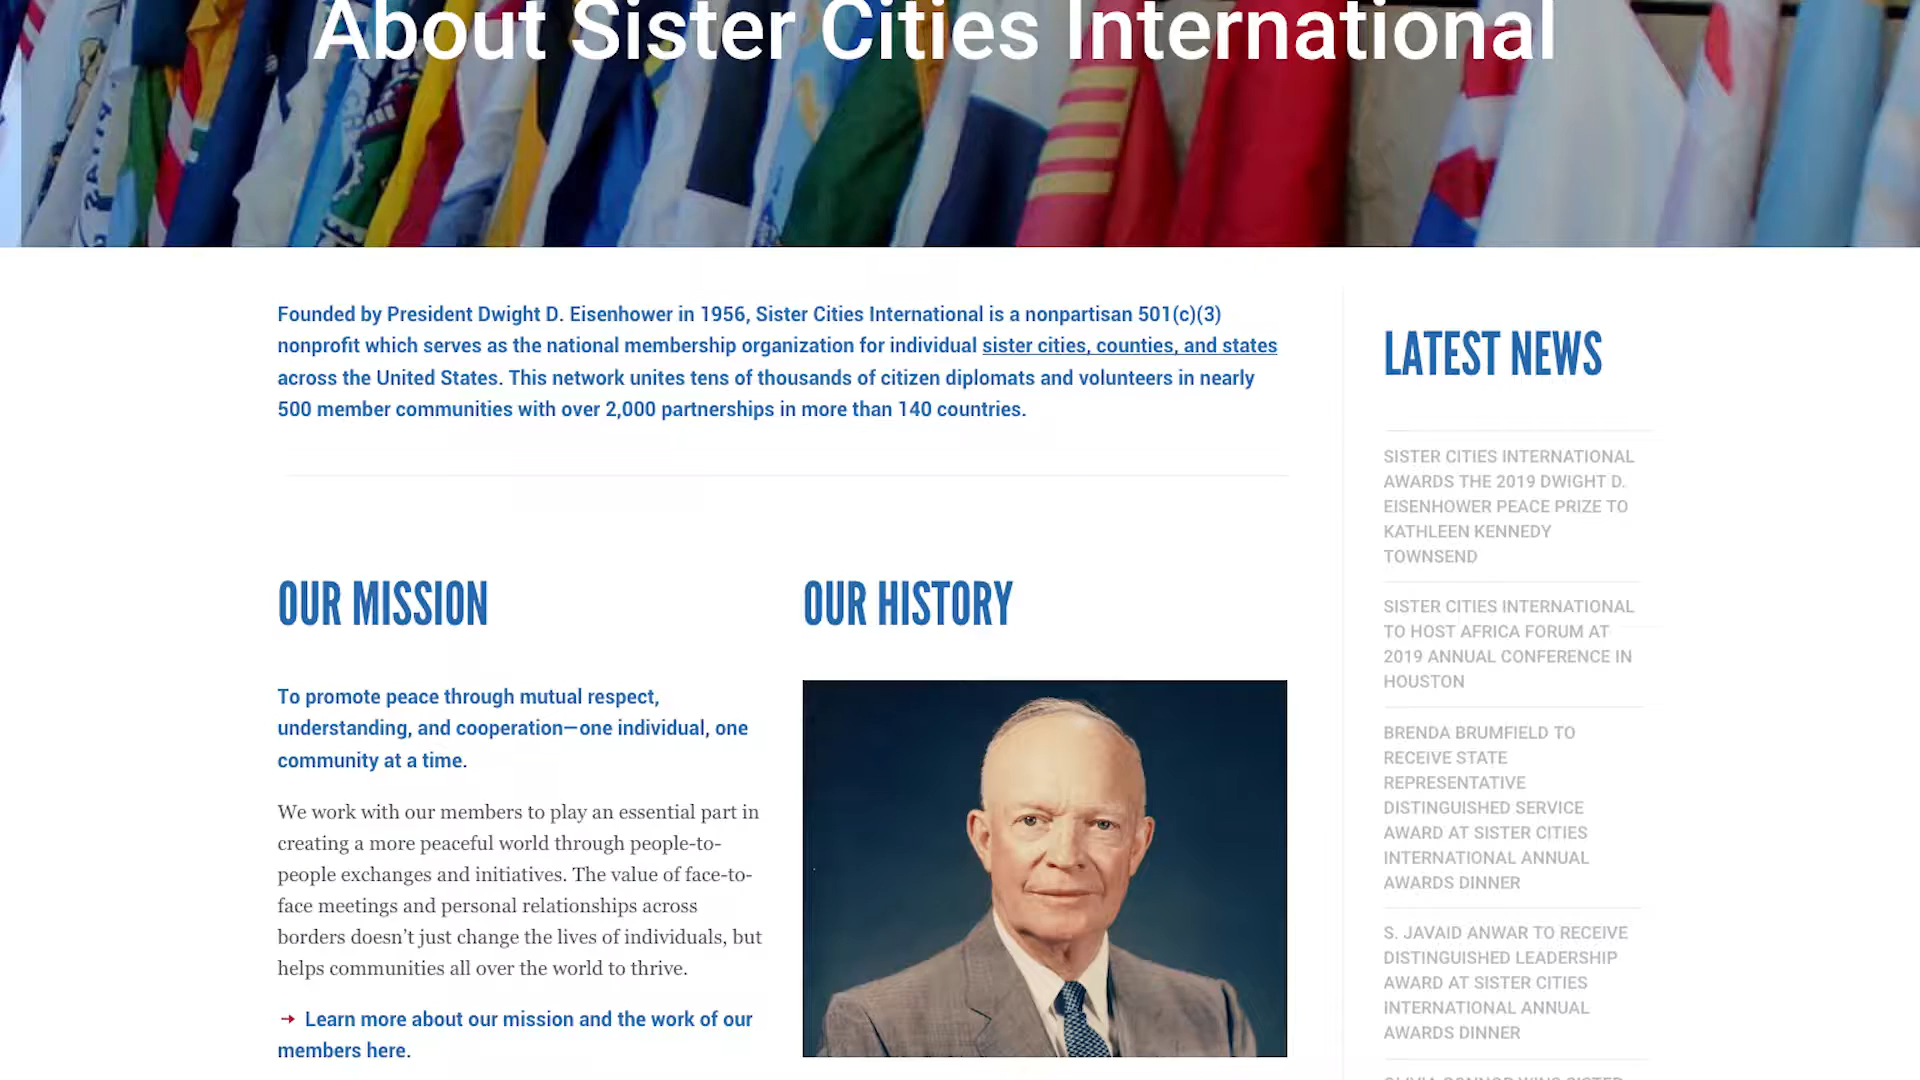 About Sister Cities International
Founded by President Dwight D. Eisenhower in 1956, Sister Cities International is a nonpartisan 501(c)(3)
nonprofit which serves as the national membership organization for individual sister cities, counties, and states
across the United States. This network unites tens of thousands of citizen diplomats and volunteers in nearly
500 member communities with over 2,000 partnerships in more than 140 countries.
OUR MISSION
To promote peace through mutual respect,
understanding, and cooperation—one individual, one
community at a time.
We work with our members to play an essential part in
creating a more peaceful world through people-to-
people exchanges and initiatives. The value of face-to-
face meetings and personal relationships across
borders doesn't just change the lives of individuals, but
helps communities all over the world to thrive.
→ Learn more about our mission and the work of our
members here.
OUR HISTORY
LATEST NEWS
SISTER CITIES INTERNATIONAL
AWARDS THE 2019 DWIGHT D.
EISENHOWER PEACE PRIZE TO
KATHLEEN KENNEDY
TOWNSEND
SISTER CITIES INTERNATIONAL
TO HOST AFRICA FORUM AT
2019 ANNUAL CONFERENCE IN
HOUSTON
BRENDA BRUMFIELD TO
RECEIVE STATE
REPRESENTATIVE
DISTINGUISHED SERVICE
AWARD AT SISTER CITIES
INTERNATIONAL ANNUAL
AWARDS DINNER
S. JAVAID ANWAR TO RECEIVE
DISTINGUISHED LEADERSHIP
AWARD AT SISTER CITIES
INTERNATIONAL ANNUAL
AWARDS DINNER